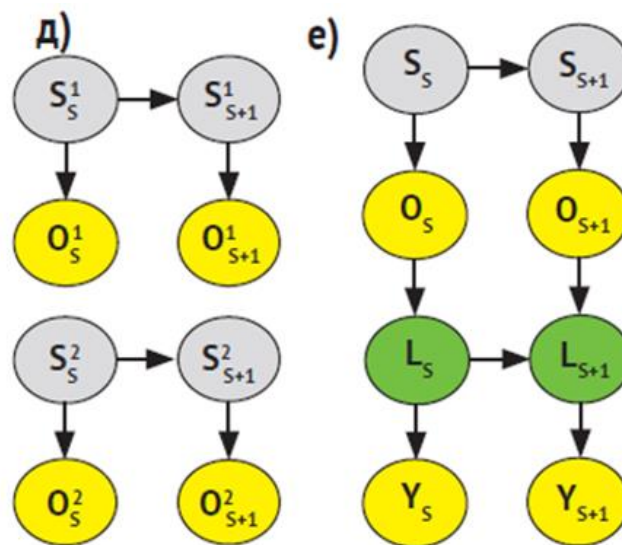 д)
S¹S S¹S+1
O¹S O¹S+1
S²S S²S+1
O²S O²S+1
е)
SS SS+1
OS OS+1
LS LS+1
YS YS+1